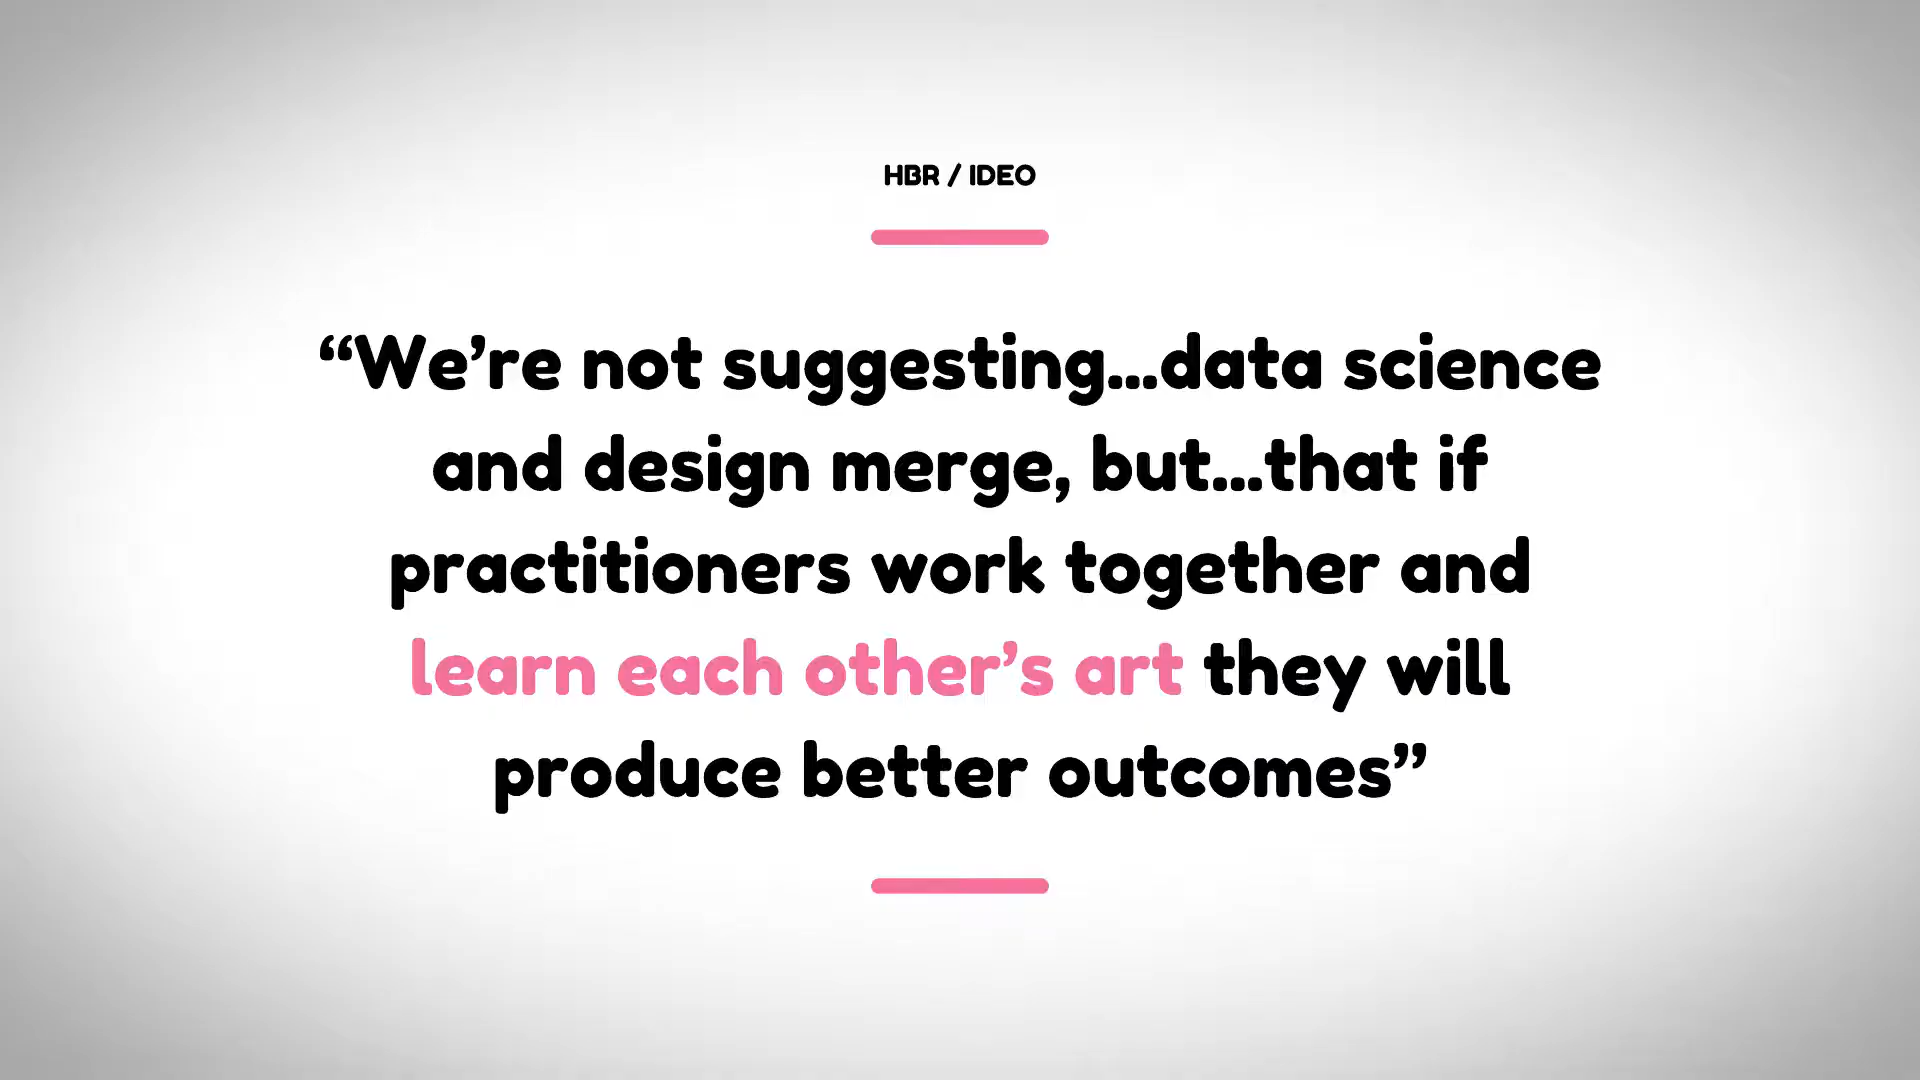 HBR / IDEO
“We’re not suggesting...data science
and design merge, but...that if
practitioners work together and
learn each other’s art they will
produce better outcomes”